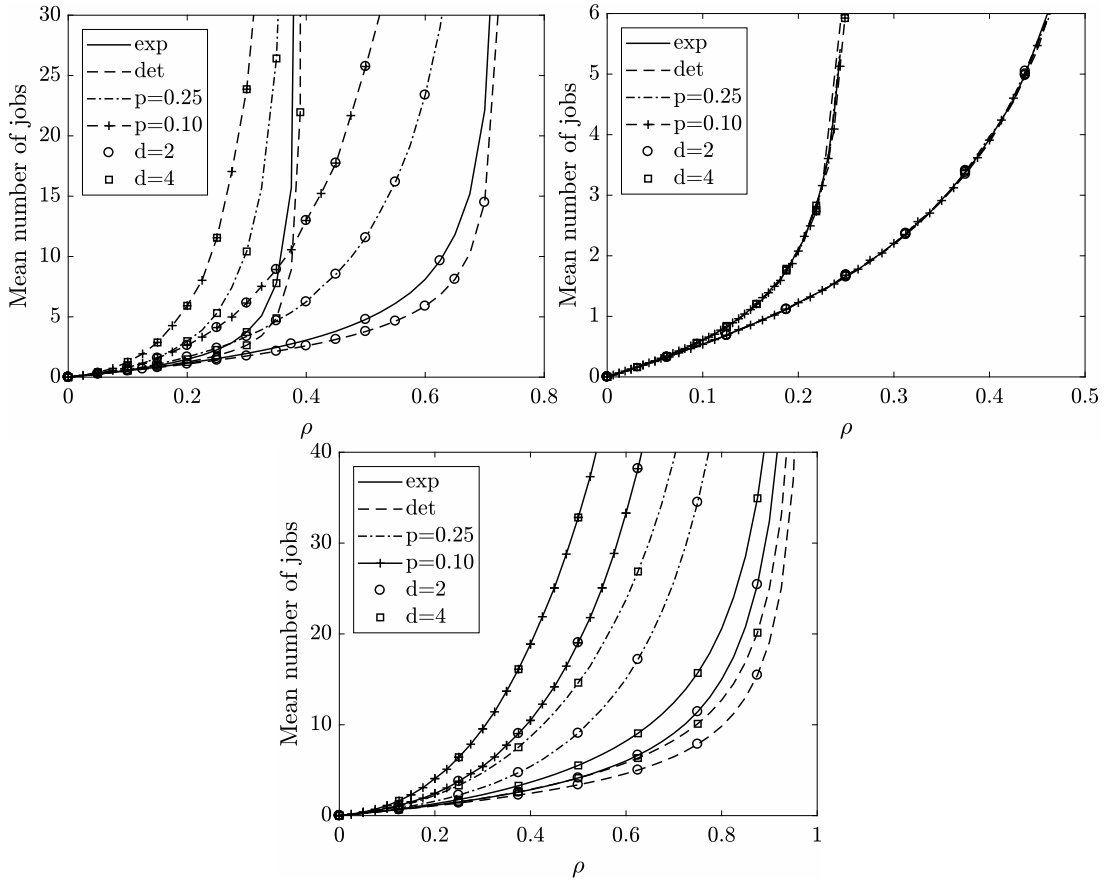 Mean number of jobs
30
25
20
15
10
5
0
exp
det
p=0.25
p=0.10
d=2
d=4
0 0.2 0.4 0.6 0.8
ρ
Mean number of jobs
6
5
4
3
2
1
0
exp
det
p=0.25
p=0.10
d=2
d=4
0 0.1 0.2 0.3 0.4 0.5
ρ
Mean number of jobs
40
30
20
10
0
exp
det
p=0.25
p=0.10
d=2
d=4
0 0.2 0.4 0.6 0.8 1
ρ